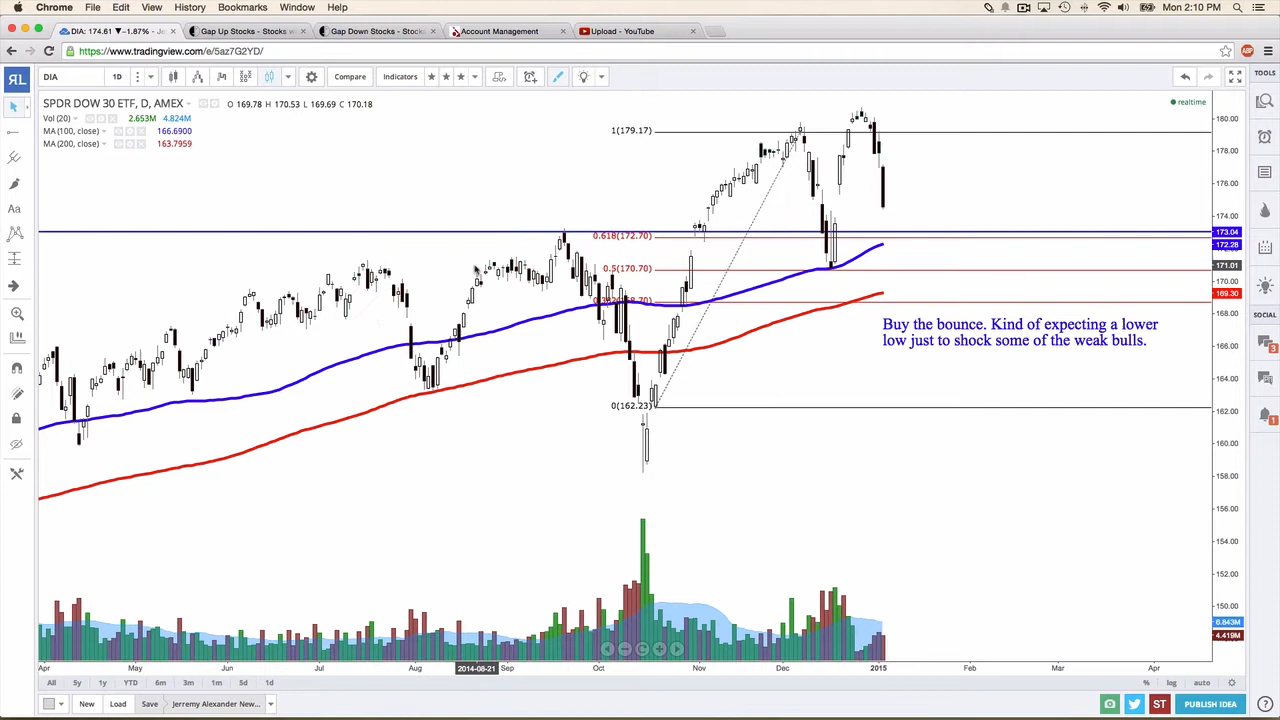 Chrome File Edit View History Bookmarks Window Help Mon 2:10 PM
DIA: 174.61 ▼-1.87% - Je Gap Up Stocks - Stocks w Gap Down Stocks - Stocks Account Management Upload - YouTube
https://www.tradingview.com/e/5az7G2YD/
DIA 1D Compare Indicators TOOLS
SPDR DOW 30 ETF, D, AMEX O 169.78 H 170.53 L 169.69 C 170.18 realtime
Vol (20) 2.653M 4.824M
MA (100, close) 166.6900
MA (200, close) 163.7959
1(179.17)
0.618(172.70)
0.5(170.70)
0(162.23)
Buy the bounce. Kind of expecting a lower
low just to shock some of the weak bulls.
180.00
178.00
176.00
174.00
173.04
172.28
171.01
170.00
169.30
168.00
166.00
164.00
162.00
160.00
158.00
156.00
154.00
152.00
150.00
6.843M
4.419M
SOCIAL
3
1
Apr May Jun Jul Aug 2014-08-21 Sep Oct Nov Dec 2015 Feb Mar Apr
All 5y 1y YTD 6m 3m 1m 5d 1d % log auto
New Load Save Jerremy Alexander New... ST PUBLISH IDEA